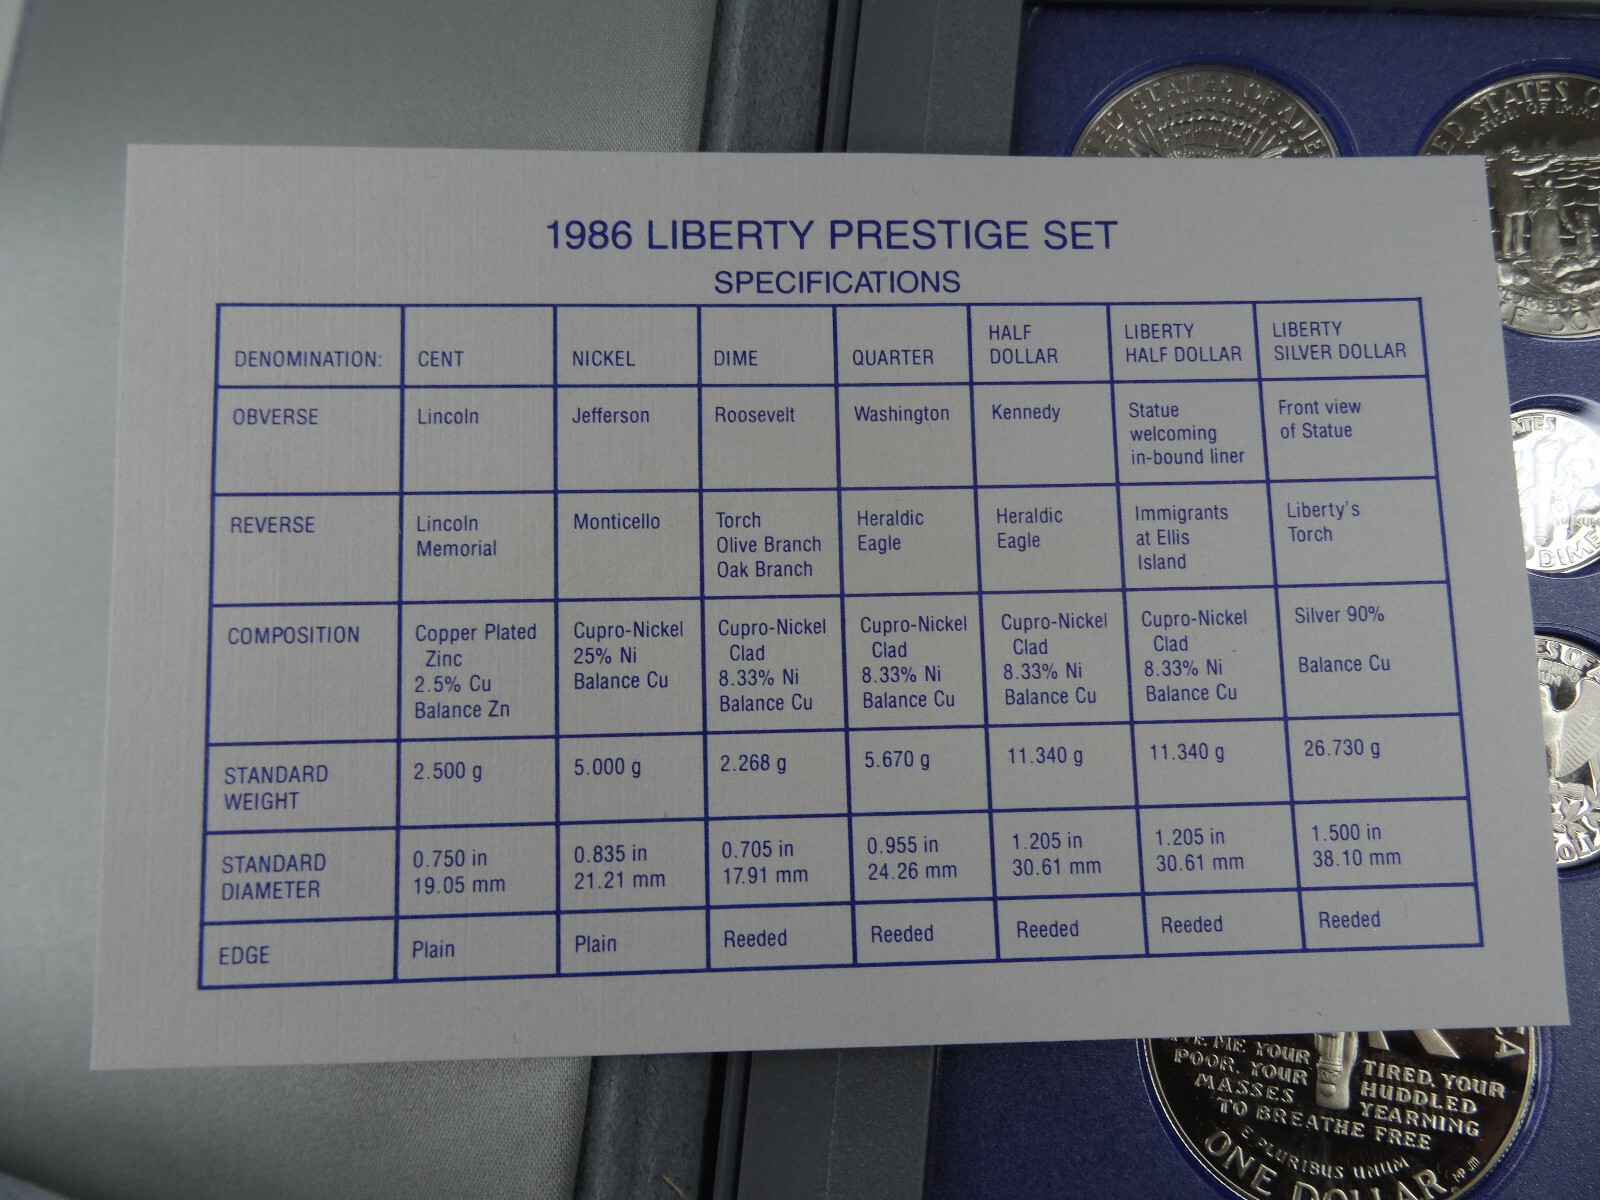 1986 LIBERTY PRESTIGE SET
SPECIFICATIONS
DENOMINATION: CENT NICKEL DIME QUARTER HALF DOLLAR LIBERTY HALF DOLLAR LIBERTY SILVER DOLLAR
OBVERSE Lincoln Jefferson Roosevelt Washington Kennedy Statue welcoming in-bound liner Front view of Statue
REVERSE Lincoln Memorial Monticello Torch Olive Branch Oak Branch Heraldic Eagle Heraldic Eagle Immigrants at Ellis Island Liberty's Torch
COMPOSITION Copper Plated Zinc 2.5% Cu Balance Zn Cupro-Nickel 25% Ni Balance Cu Cupro-Nickel Clad 8.33% Ni Balance Cu Cupro-Nickel Clad 8.33% Ni Balance Cu Cupro-Nickel Clad 8.33% Ni Balance Cu Cupro-Nickel Clad 8.33% Ni Balance Cu Silver 90% Balance Cu
STANDARD WEIGHT 2.500 g 5.000 g 2.268 g 5.670 g 11.340 g 11.340 g 26.730 g
STANDARD DIAMETER 0.750 in 19.05 mm 0.835 in 21.21 mm 0.705 in 17.91 mm 0.955 in 24.26 mm 1.205 in 30.61 mm 1.205 in 30.61 mm 1.500 in 38.10 mm
EDGE Plain Plain Reeded Reeded Reeded Reeded Reeded
STATES OF AME
STATES
DIME
ME YOUR
POOR, YOUR
MASSES
TO BREATHE FREE
TIRED, YOUR
HUDDLED
YEARNING
E PLURIBUS UNUM
ONE DOLLAR